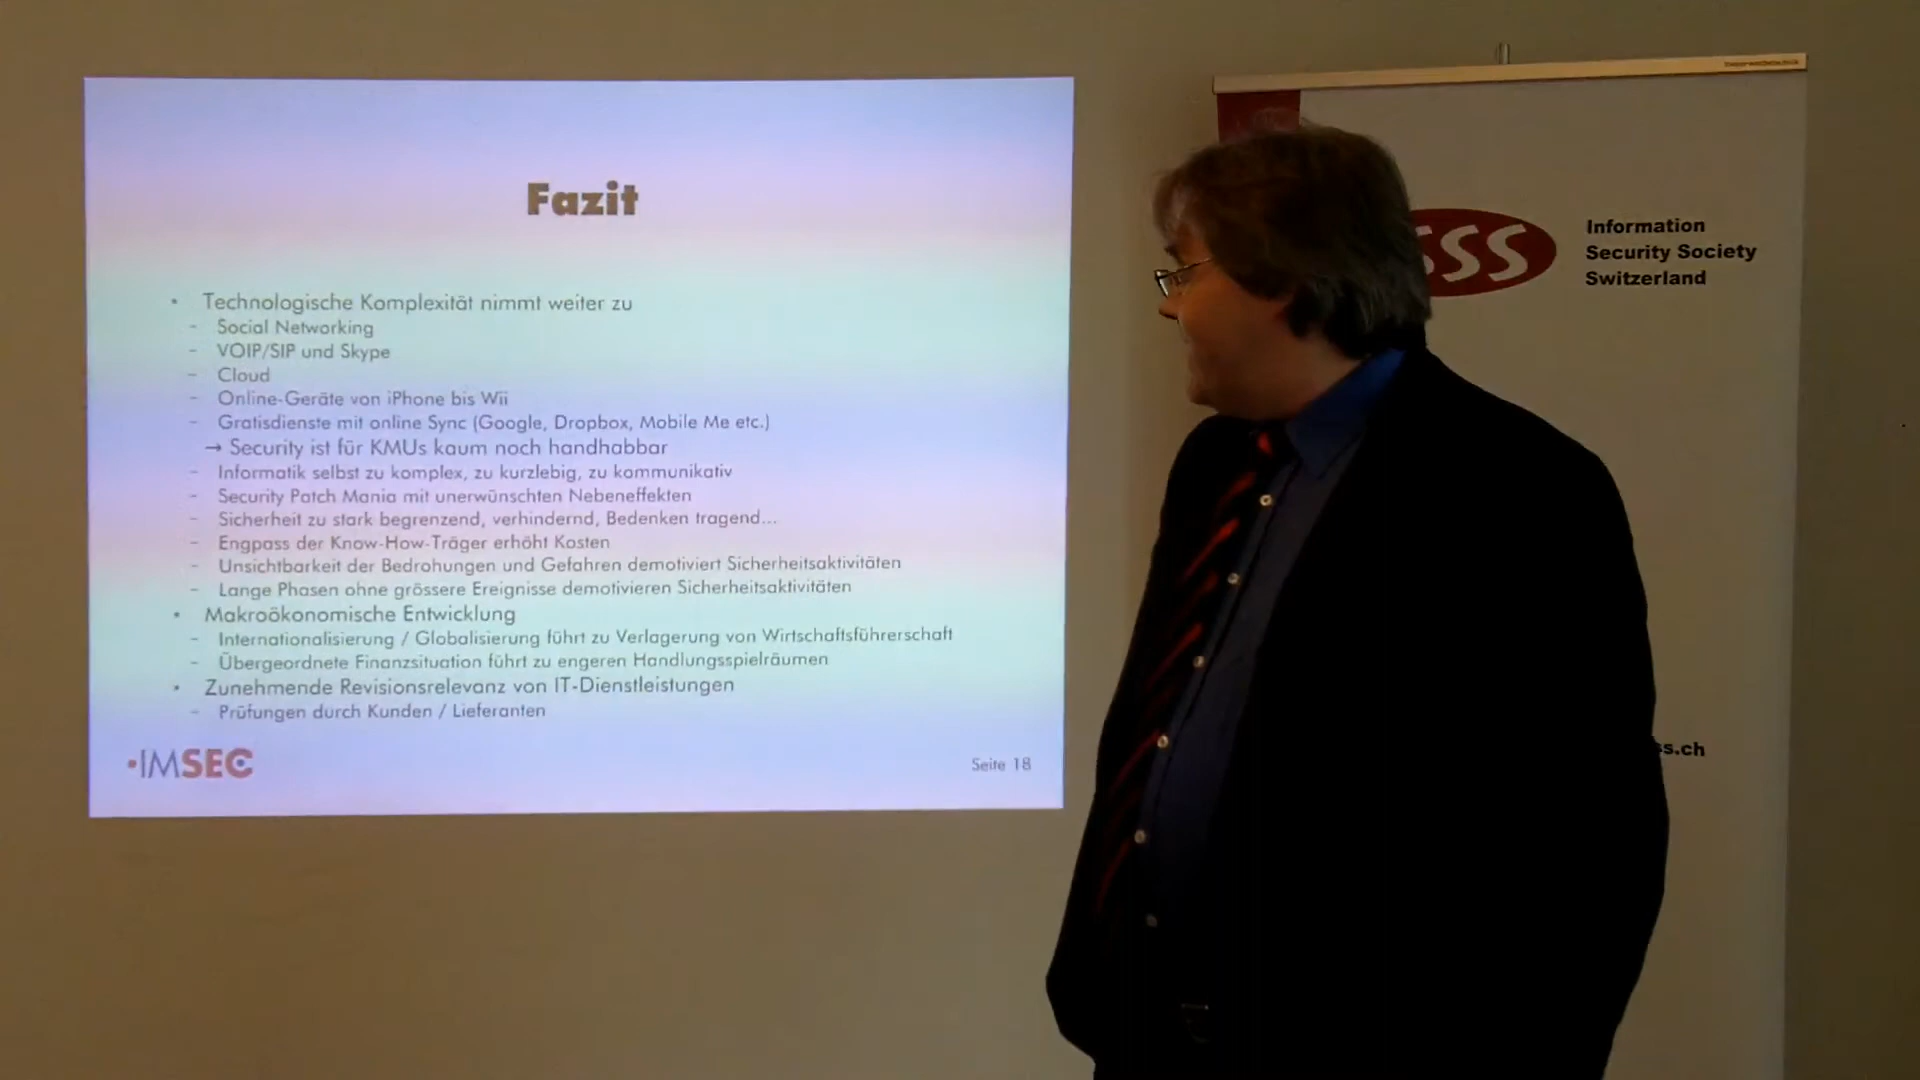 Fazit
• Technologische Komplexität nimmt weiter zu
- Social Networking
- VOIP/SIP und Skype
- Cloud
- Online-Geräte von iPhone bis Wii
- Gratisdienste mit online Sync (Google, Dropbox, Mobile Me etc.)
→ Security ist für KMUs kaum noch handhabbar
- Informatik selbst zu komplex, zu kurzlebig, zu kommunikativ
- Security Patch Mania mit unerwünschten Nebeneffekten
- Sicherheit zu stark begrenzend, verhindernd, Bedenken tragend...
- Engpass der Know-How-Träger erhöht Kosten
- Unsichtbarkeit der Bedrohungen und Gefahren demotiviert Sicherheitsaktivitäten
- Lange Phasen ohne grössere Ereignisse demotivieren Sicherheitsaktivitäten
• Makroökonomische Entwicklung
- Internationalisierung / Globalisierung führt zu Verlagerung von Wirtschaftsführerschaft
- Übergeordnete Finanzsituation führt zu engeren Handlungsspielräumen
• Zunehmende Revisionsrelevanz von IT-Dienstleistungen
- Prüfungen durch Kunden / Lieferanten
IMSEC
Seite 18
SSS
Information
Security Society
Switzerland
ss.ch